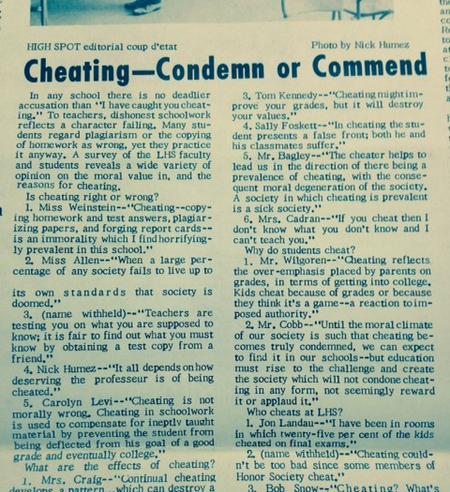 HIGH SPOT editorial coup d'etat
Photo by Nick Humez
Cheating—Condemn or Commend
In any school there is no deadlier
accusation than "I have caught you cheat-
ing." To teachers, dishonest schoolwork
reflects a character failing. Many stu-
dents regard plagiarism or the copying
of homework as wrong, yet they practice
it anyway. A survey of the LHS faculty
and students reveals a wide variety of
opinion on the moral value in, and the
reasons for cheating.
Is cheating right or wrong?
1. Miss Weinstein--"Cheating--copy-
ing homework and test answers, plagiar-
izing papers, and forging report cards--
is an immorality which I find horrifying-
ly prevalent in this school."
2. Miss Allen--"When a large per-
centage of any society fails to live up to
its own standards that society is
doomed."
3. (name withheld)--"Teachers are
testing you on what you are supposed to
know; it is fair to find out what you must
know by obtaining a test copy from a
friend."
4. Nick Humez--"It all depends on how
deserving the professeur is of being
cheated."
5. Carolyn Levi--"Cheating is not
morally wrong. Cheating in schoolwork
is used to compensate for ineptly taught
material by preventing the student from
being deflected from his goal of a good
grade and eventually college."
What are the effects of cheating?
1. Mrs. Craig--"Continual cheating
develops a pattern which can destroy a
3. Tom Kennedy--"Cheating might im-
prove your grades, but it will destroy
your values."
4. Sally Foskett--"In cheating the stu-
dent presents a false front; both he and
his classmates suffer."
5. Mr. Bagley--"The cheater helps to
lead us in the direction of there being a
prevalence of cheating, with the conse-
quent moral degeneration of the society.
A society in which cheating is prevalent
is a sick society."
6. Mrs. Cadran--"If you cheat then I
don't know what you don't know and I
can't teach you."
Why do students cheat?
1. Mr. Wilgoren--"Cheating reflects
the over-emphasis placed by parents on
grades, in terms of getting into college.
Kids cheat because of grades or because
they think it's a game--a reaction to im-
posed authority."
2. Mr. Cobb--"Until the moral climate
of our society is such that cheating be-
comes truly condemned, we can expect
to find it in our schools--but education
must rise to the challenge and create
the society which will not condone cheat-
ing in any form, not seemingly reward
it or applaud it."
Who cheats at LHS?
1. Jon Landau--"I have been in rooms
in which twenty-five per cent of the kids
cheated on final exams."
2. (name withheld)--"Cheating could-
n't be too bad since some members of
Honor Society cheat."
3. Bob Snow--"Cheating? What's